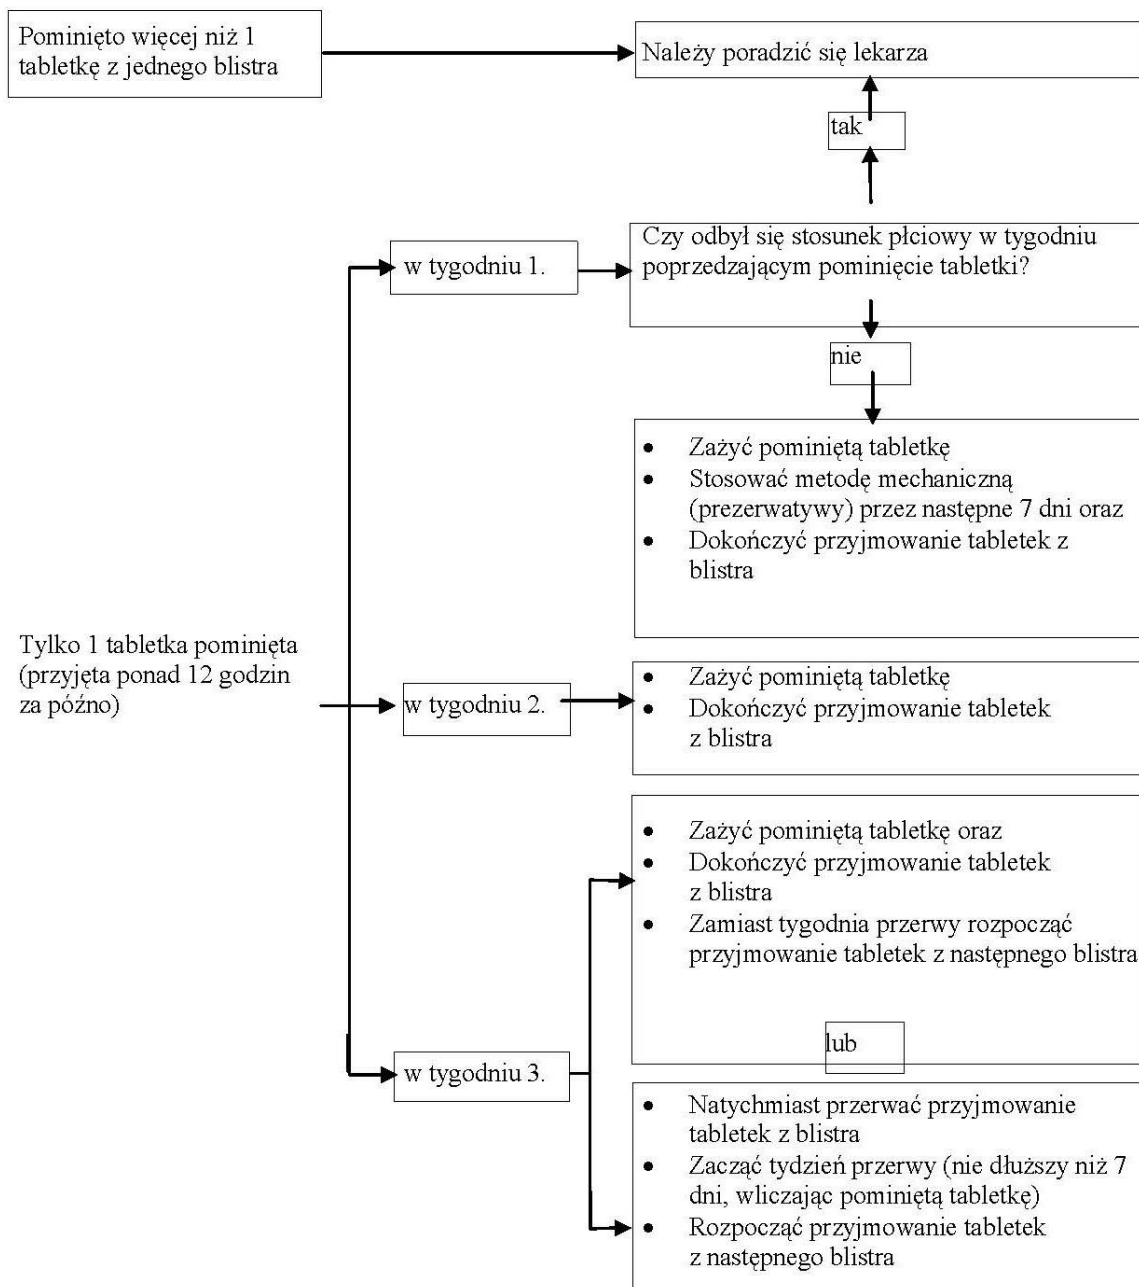 Pominięto więcej niż 1
tabletkę z jednego blistra
Należy poradzić się lekarza
tak
w tygodniu 1.
Czy odbył się stosunek płciowy w tygodniu
poprzedzającym pominięcie tabletki?
nie
• Zażyć pominiętą tabletkę
• Stosować metodę mechaniczną
(prezerwatywy) przez następne 7 dni oraz
• Dokończyć przyjmowanie tabletek z
blistra
Tylko 1 tabletka pominięta
(przyjęta ponad 12 godzin
za późno)
w tygodniu 2.
• Zażyć pominiętą tabletkę
• Dokończyć przyjmowanie tabletek
z blistra
w tygodniu 3.
• Zażyć pominiętą tabletkę oraz
• Dokończyć przyjmowanie tabletek
z blistra
• Zamiast tygodnia przerwy rozpocząć
przyjmowanie tabletek z następnego blistra
lub
• Natychmiast przerwać przyjmowanie
tabletek z blistra
• Zacząć tydzień przerwy (nie dłuższy niż 7
dni, wliczając pominiętą tabletkę)
• Rozpocząć przyjmowanie tabletek
z następnego blistra